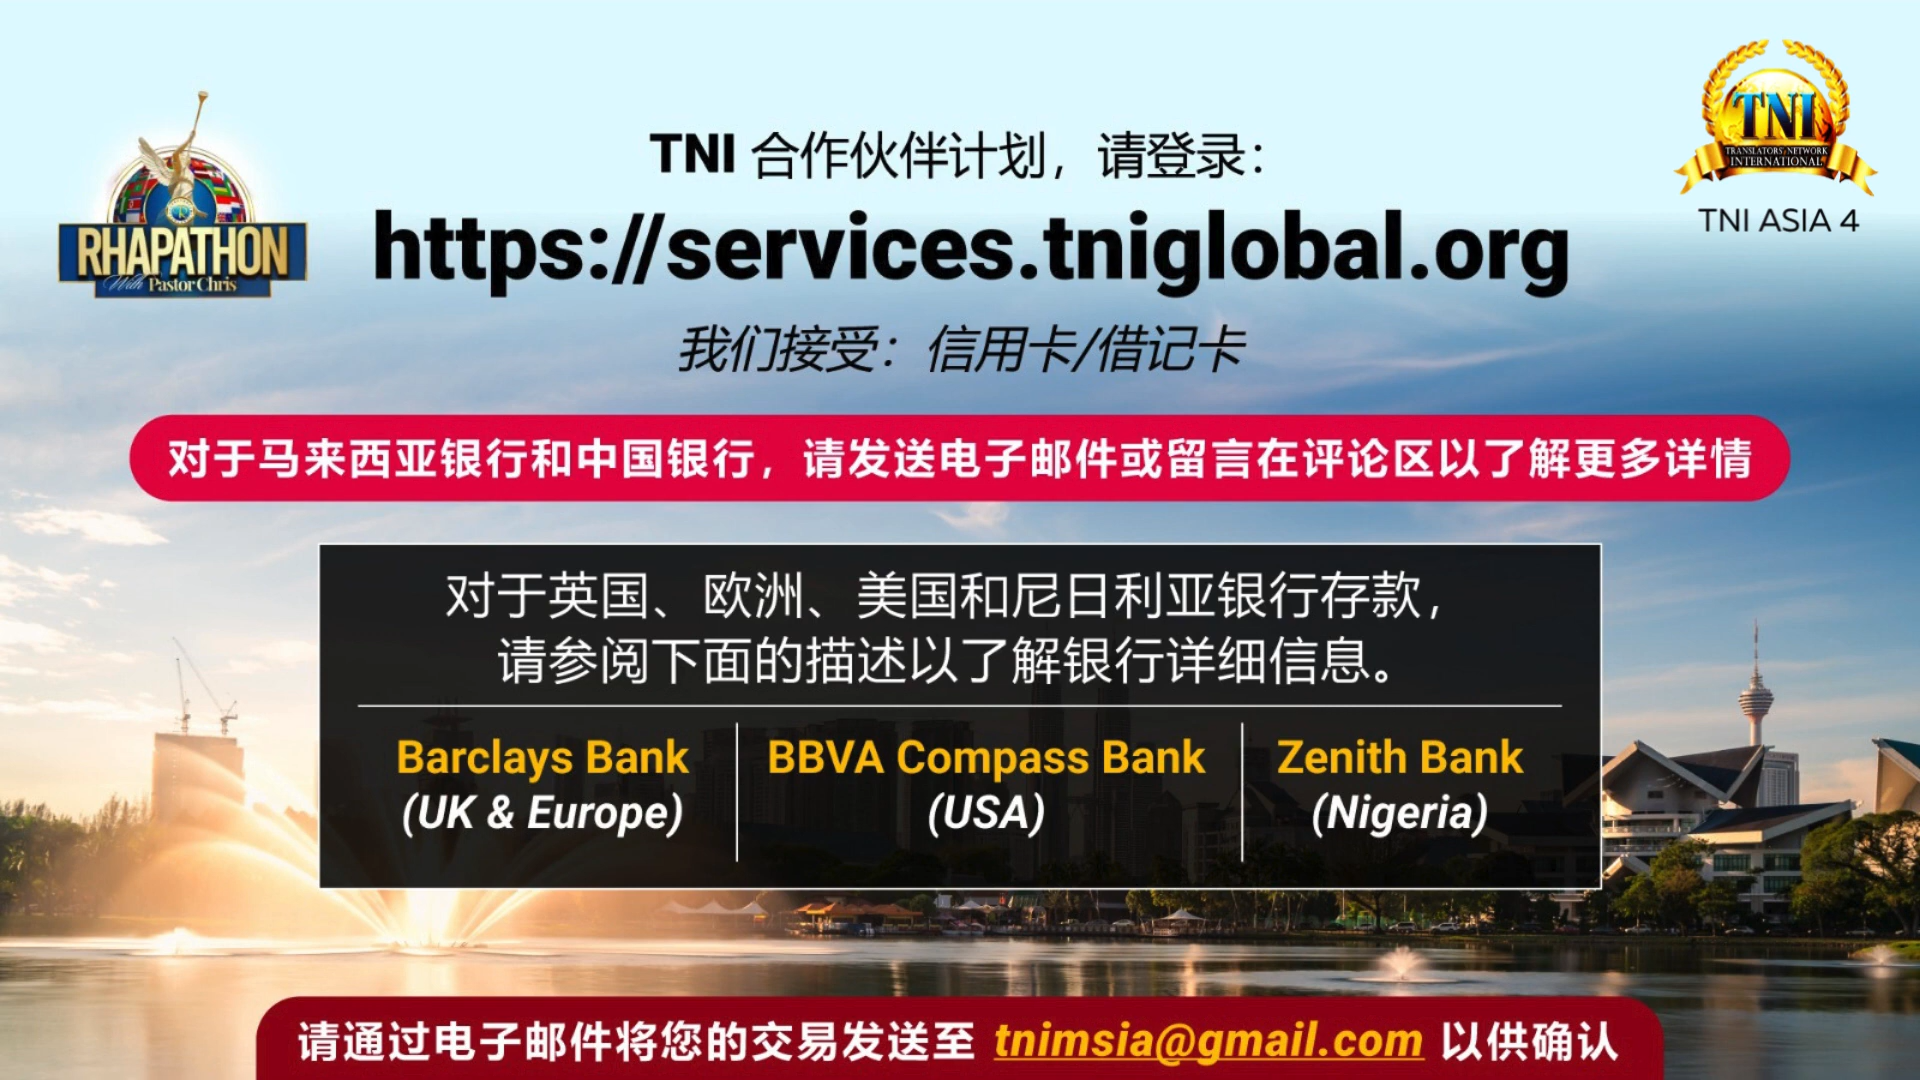 TNI 合作伙伴计划，请登录：
https://services.tniglobal.org
RHAPATHON
With Pastor Chris
TNI
TRANSLATORS' NETWORK
INTERNATIONAL
TNI ASIA 4
我们接受：信用卡/借记卡
对于马来西亚银行和中国银行，请发送电子邮件或留言在评论区以了解更多详情
对于英国、欧洲、美国和尼日利亚银行存款，
请参阅下面的描述以了解银行详细信息。
Barclays Bank
(UK & Europe)
BBVA Compass Bank
(USA)
Zenith Bank
(Nigeria)
请通过电子邮件将您的交易发送至 tnimsia@gmail.com 以供确认